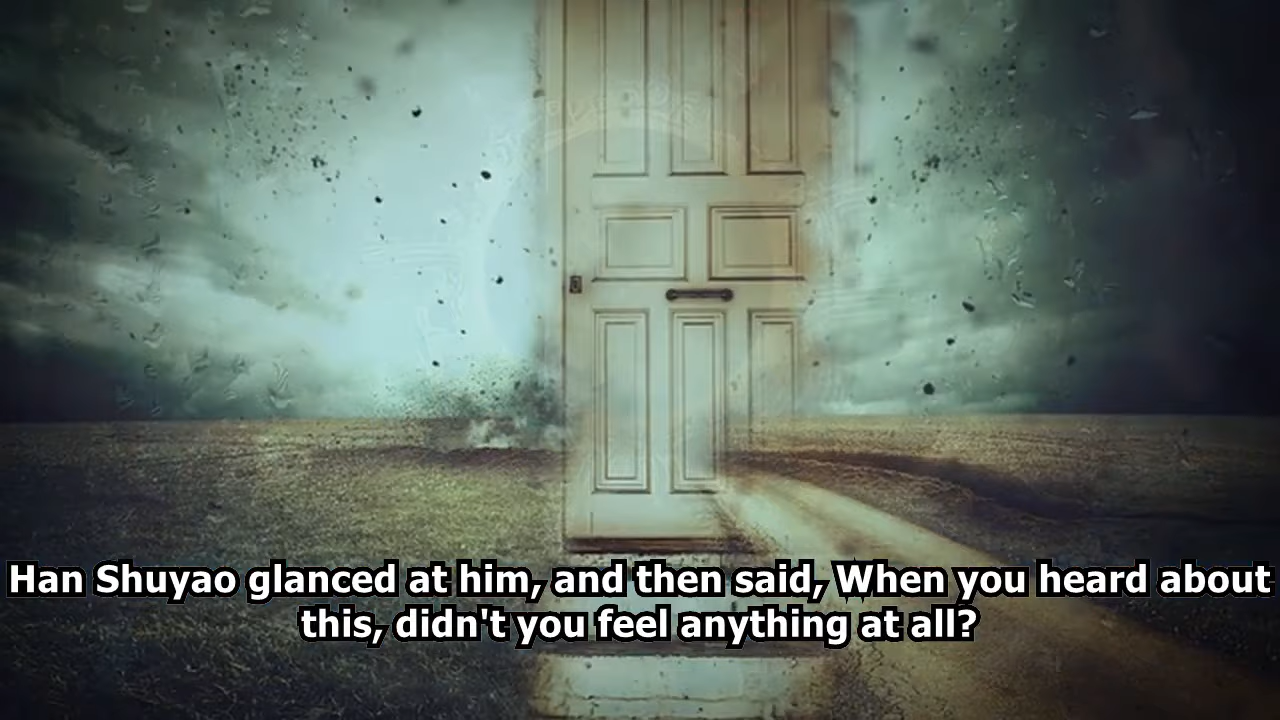 Han Shuyao glanced at him, and then said, When you heard about
this, didn't you feel anything at all?